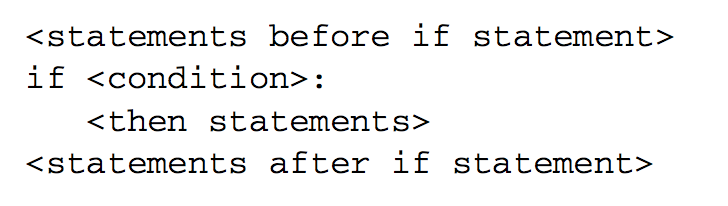 <statements before if statement>
if <condition>:
   <then statements>
<statements after if statement>